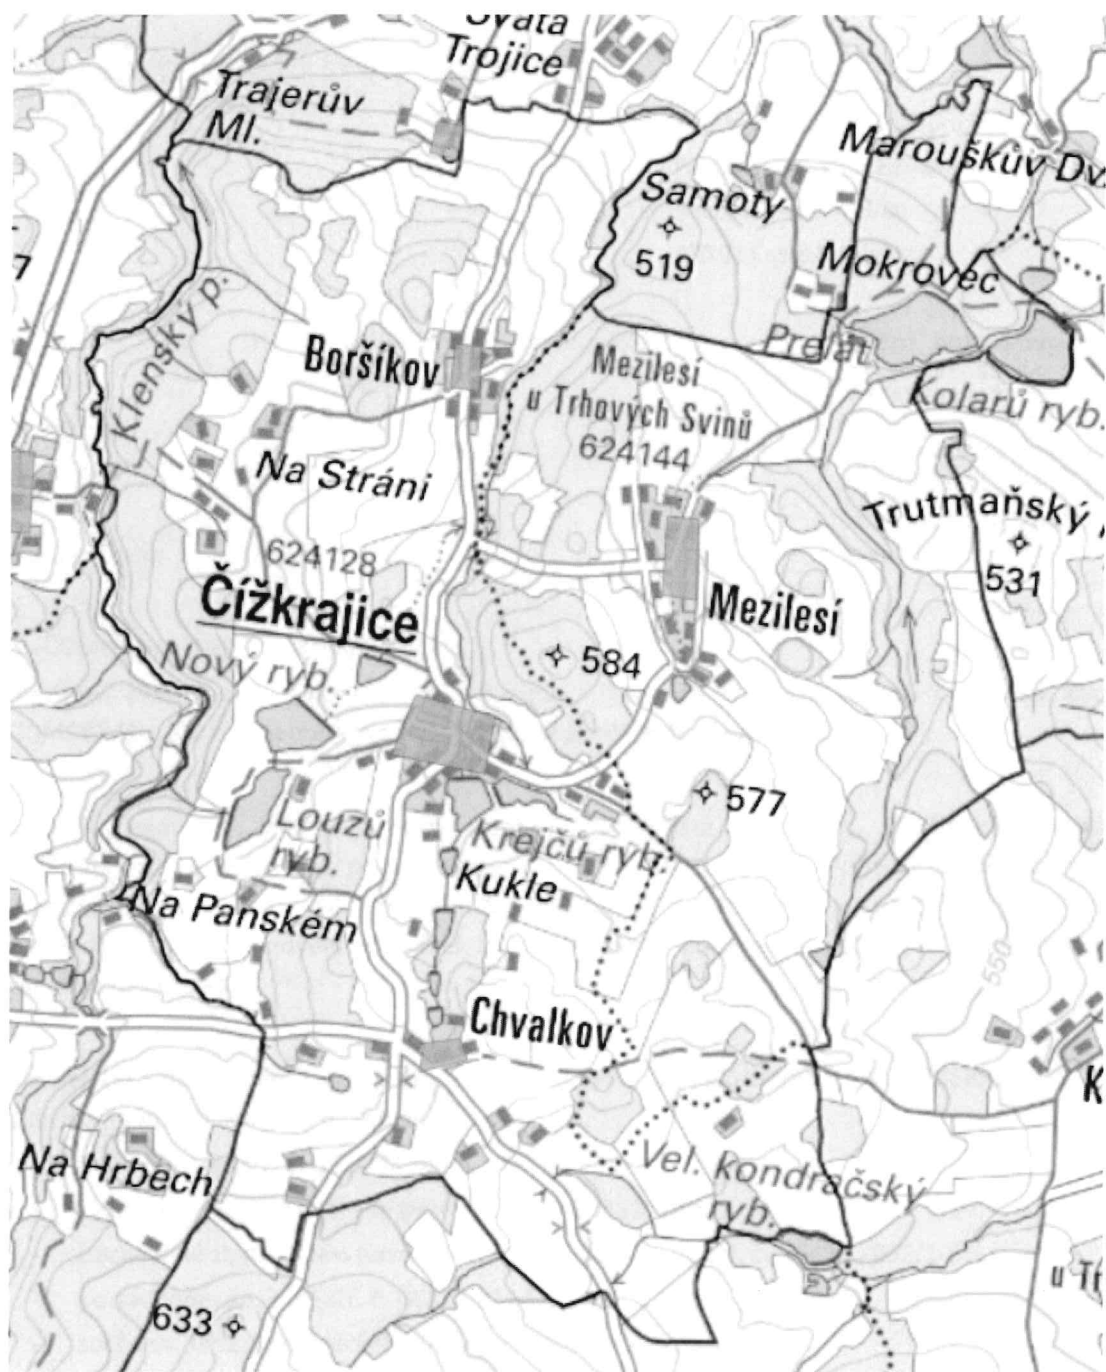 Svatá
Trojice
Trajerův
Ml.
Marouškův Dv.
Samoty
519
Mokrovec
7
Klenský p.
Boršíkov
Mezilesí
u Trhových Svinů
624144
Kolarů ryb.
Na Stráni
Trutmaňský
531
624128
Čížkrajice
Mezilesí
584
Nový ryb.
577
Louzů
ryb.
Krejčů ryb.
Kukle
Na Panském
550
Chvalkov
K
Na Hrbech
Vel. kondračský
ryb.
u Tr
633